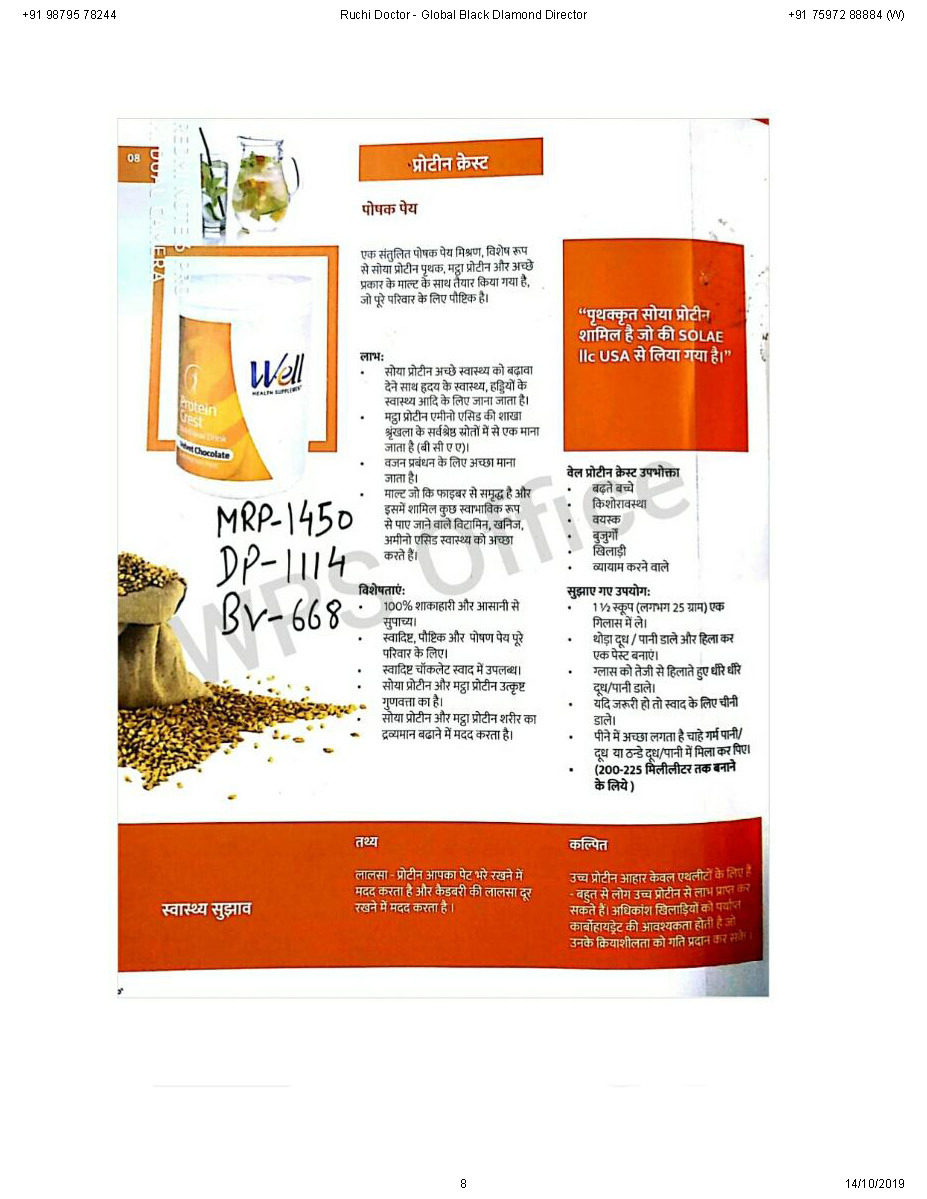 +91 98795 78244
Ruchi Doctor - Global Black DIamond Director
+91 75972 88884 (W)
08
प्रोटीन क्रेस्ट
पोषक पेय
एक संतुलित पोषक पेय मिश्रण, विशेष रूप
से सोया प्रोटीन पृथक, मट्ठा प्रोटीन और अच्छे
प्रकार के माल्ट के साथ तैयार किया गया है,
जो पूरे परिवार के लिए पौष्टिक है।
Well
HEALTH SUPPLEMENT
Protein
Crest
Drink
Chocolate
MRP-1450
DP-1114
BV-668
लाभ:
• सोया प्रोटीन अच्छे स्वास्थ्य को बढ़ावा
देने साथ हृदय के स्वास्थ्य, हड्डियों के
स्वास्थ्य आदि के लिए जाना जाता है।
• मट्ठा प्रोटीन एमीनो एसिड की शाखा
श्रृंखला के सर्वश्रेष्ठ स्रोतों में से एक माना
जाता है (बी सी ए ए)।
• वजन प्रबंधन के लिए अच्छा माना
जाता है।
• माल्ट जो कि फाइबर से समृद्ध है और
इसमें शामिल कुछ स्वाभाविक रूप
से पाए जाने वाले विटामिन, खनिज,
अमीनो एसिड स्वास्थ्य को अच्छा
करते हैं।
विशेषताएं:
• 100% शाकाहारी और आसानी से
सुपाच्य।
• स्वादिष्ट, पौष्टिक और पोषण पेय पूरे
परिवार के लिए।
• स्वादिष्ट चॉकलेट स्वाद में उपलब्ध।
• सोया प्रोटीन और मट्ठा प्रोटीन उत्कृष्ट
गुणवत्ता का है।
• सोया प्रोटीन और मट्ठा प्रोटीन शरीर का
द्रव्यमान बढाने में मदद करता है।
“पृथक्कृत सोया प्रोटीन
शामिल है जो की SOLAE
llc USA से लिया गया है।”
वेल प्रोटीन क्रेस्ट उपभोक्ता
• बढ़ते बच्चे
• किशोरावस्था
• वयस्क
• बुजुर्गों
• खिलाड़ी
• व्यायाम करने वाले
सुझाए गए उपयोग:
• 1 ½ स्कूप (लगभग 25 ग्राम) एक
गिलास में ले।
• थोड़ा दूध / पानी डाले और हिला कर
एक पेस्ट बनाएं।
• ग्लास को तेजी से हिलाते हुए धीरे धीरे
दूध/पानी डाले।
• यदि जरूरी हो तो स्वाद के लिए चीनी
डाले।
• पीने में अच्छा लगता है चाहे गर्म पानी/
दूध या ठन्डे दूध/पानी में मिला कर पिए।
• (200-225 मिलीलीटर तक बनाने
के लिये )
WPS Office
स्वास्थ्य सुझाव
तथ्य
लालसा - प्रोटीन आपका पेट भरे रखने में
मदद करता है और कैडबरी की लालसा दूर
रखने में मदद करता है ।
कल्पित
उच्च प्रोटीन आहार केवल एथलीटों के लिए है
- बहुत से लोग उच्च प्रोटीन से लाभ प्राप्त कर
सकते हैं। अधिकांश खिलाड़ियों को पर्याप्त
कार्बोहायड्रेट की आवश्यकता होती है जो
उनके क्रियाशीलता को गति प्रदान कर सके ।
8
14/10/2019